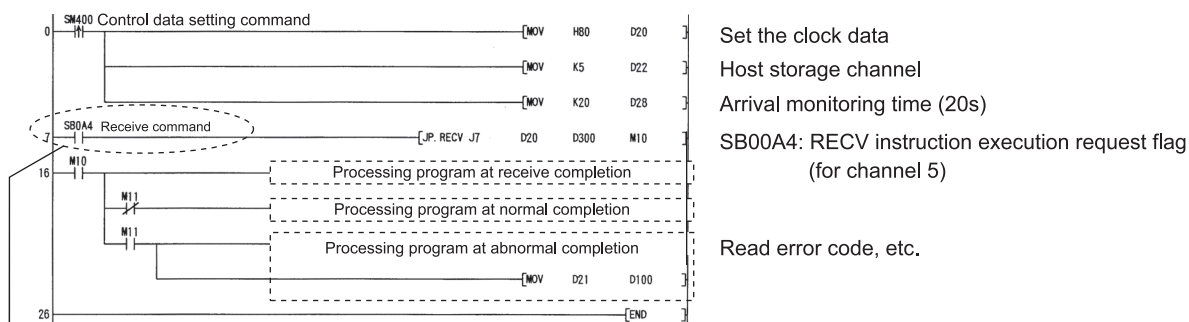 SM400 Control data setting command
0 [MOV H80 D20 ] Set the clock data
[MOV K5 D22 ] Host storage channel
[MOV K20 D28 ] Arrival monitoring time (20s)
SB0A4 Receive command
7 [JP. RECV J7 D20 D300 M10 ] SB00A4: RECV instruction execution request flag
(for channel 5)
M10
16 Processing program at receive completion
M11
Processing program at normal completion
M11
Processing program at abnormal completion Read error code, etc.
[MOV D21 D100 ]
26 [END ]